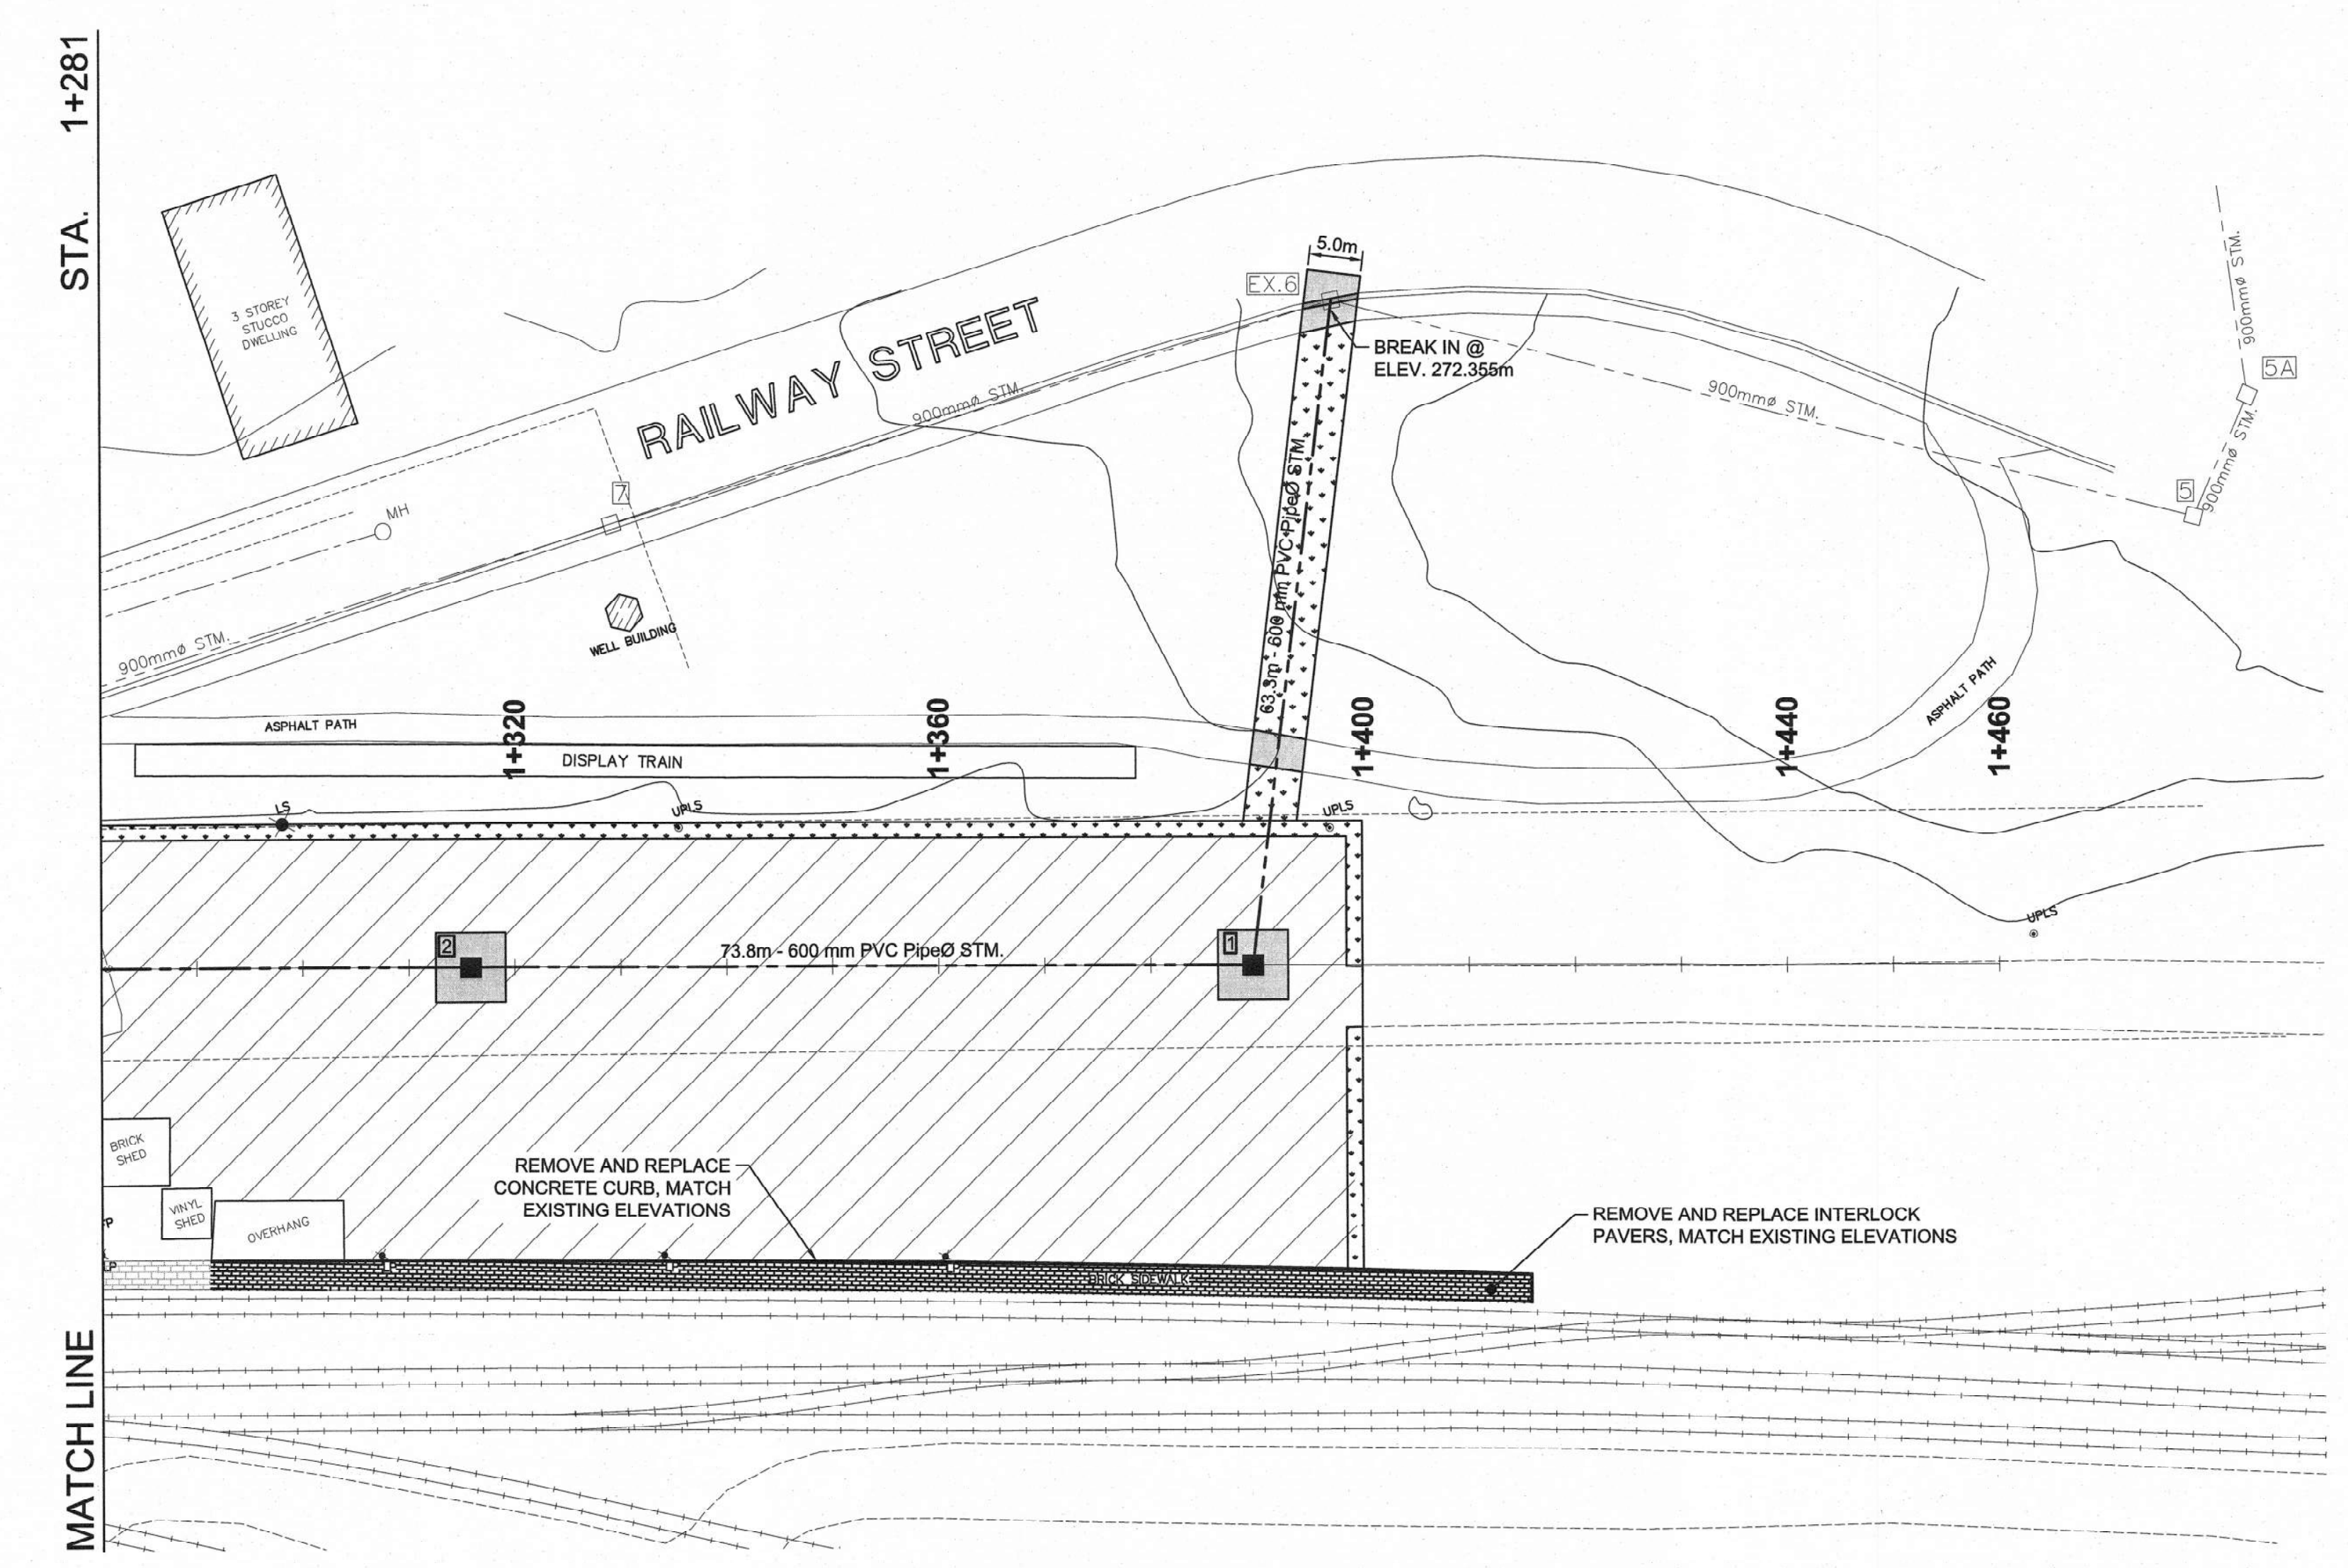 STA. 1+281
MATCH LINE
3 STOREY
STUCCO
DWELLING
5.0m
EX.6
RAILWAY STREET
BREAK IN @
ELEV. 272.355m
900mmø STM.
900mmø STM.
900mmø STM.
5A
900mmø STM.
5
7
MH
WELL BUILDING
900mmø STM.
63.3m - 600 mm PVC PipeØ STM.
ASPHALT PATH
ASPHALT PATH
DISPLAY TRAIN
1+320
1+360
1+400
1+440
1+460
LS
UPLS
UPLS
UPLS
2
73.8m - 600 mm PVC PipeØ STM.
1
BRICK
SHED
VINYL
SHED
OVERHANG
REMOVE AND REPLACE
CONCRETE CURB, MATCH
EXISTING ELEVATIONS
REMOVE AND REPLACE INTERLOCK
PAVERS, MATCH EXISTING ELEVATIONS
BRICK SIDEWALK